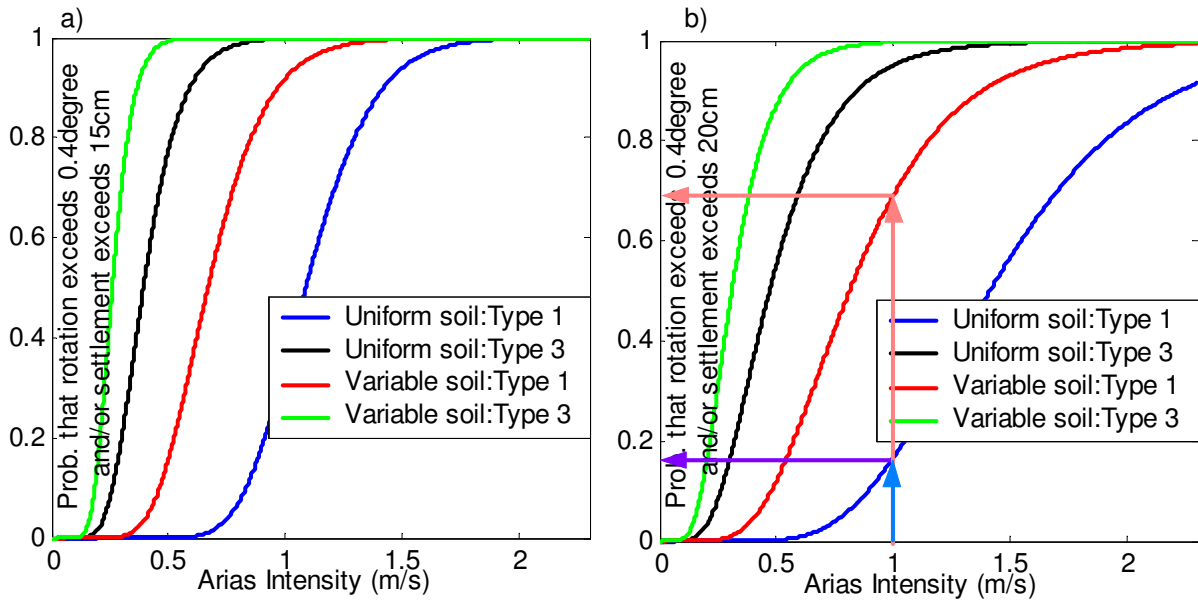 a)
Prob. that rotation exceeds 0.4degree
and/or settlement exceeds 15cm
1
0.8
0.6
0.4
0.2
0
0
0.5
1
1.5
2
Arias Intensity (m/s)
Uniform soil:Type 1
Uniform soil:Type 3
Variable soil:Type 1
Variable soil:Type 3
b)
Prob. that rotation exceeds 0.4degree
and/or settlement exceeds 20cm
1
0.8
0.6
0.4
0.2
0
0
0.5
1
1.5
2
Arias Intensity (m/s)
Uniform soil:Type 1
Uniform soil:Type 3
Variable soil:Type 1
Variable soil:Type 3